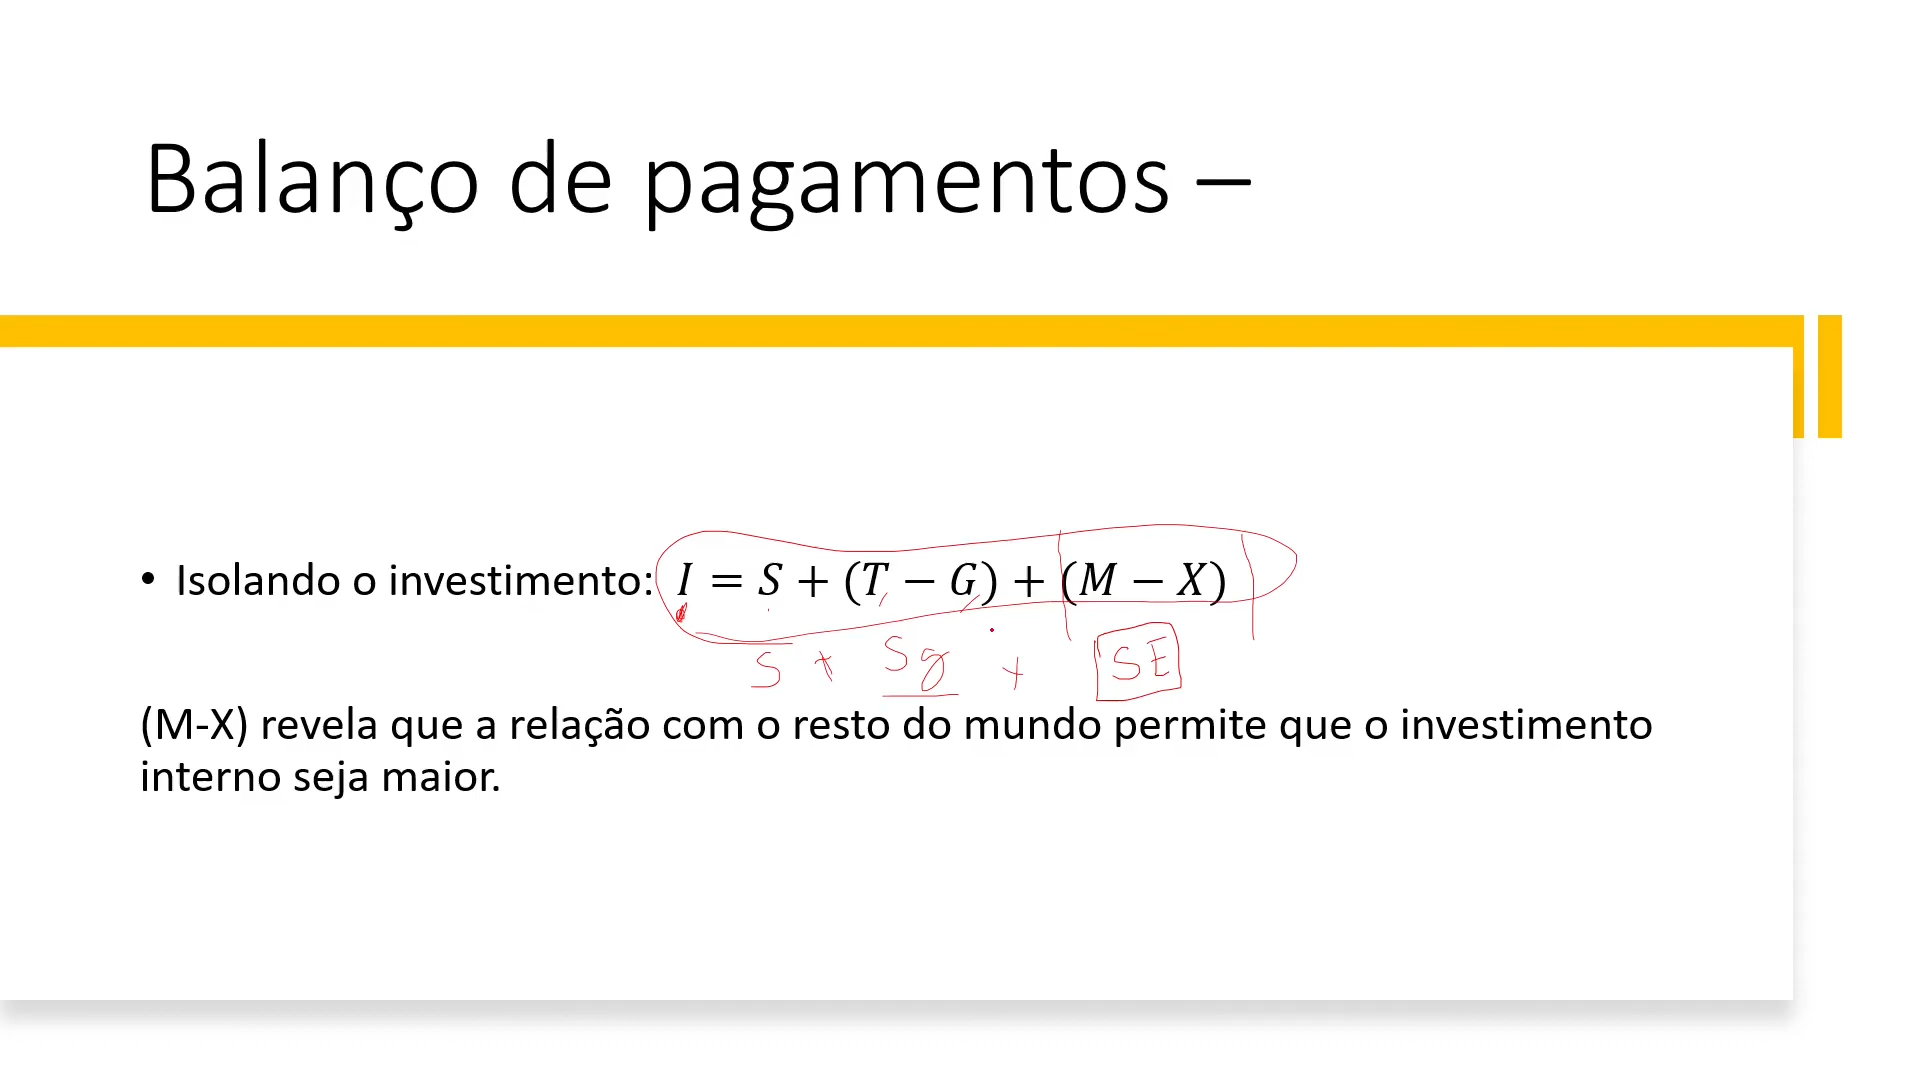 Balanço de pagamentos –
• Isolando o investimento: I = S + (T − G) + (M − X)
S + Sg + SE
(M-X) revela que a relação com o resto do mundo permite que o investimento
interno seja maior.